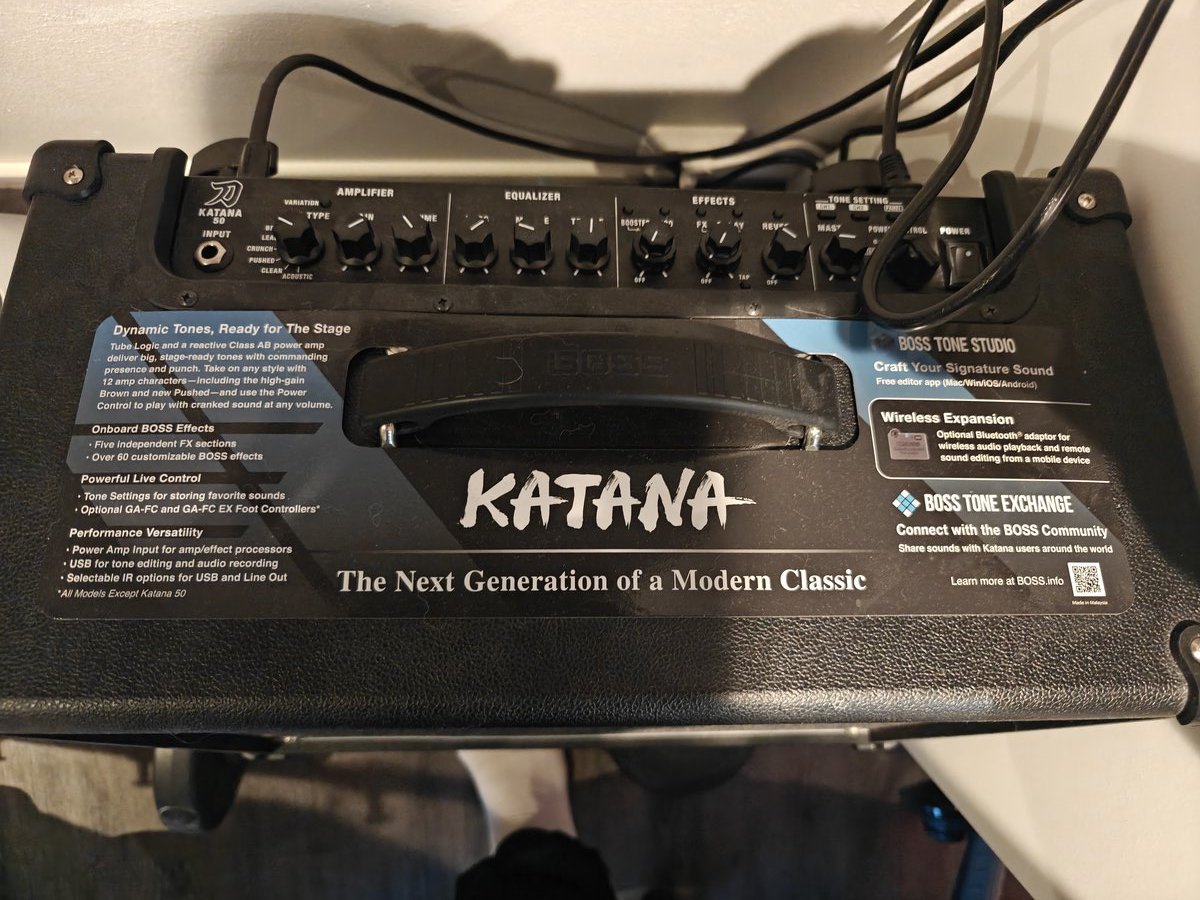 KATANA
50
INPUT
AMPLIFIER
VARIATION
TYPE
CRUNCH
PUSHED
CLEAN
ACOUSTIC
EQUALIZER
EFFECTS
BOOSTER
OFF
OFF
TAP
OFF
TONE SETTING
POWER
Dynamic Tones, Ready for The Stage
Tube Logic and a reactive Class AB power amp
deliver big, stage-ready tones with commanding
presence and punch. Take on any style with
12 amp characters—including the high-gain
Brown and new Pushed—and use the Power
Control to play with cranked sound at any volume.
Onboard BOSS Effects
· Five independent FX sections
· Over 60 customizable BOSS effects
Powerful Live Control
· Tone Settings for storing favorite sounds
· Optional GA-FC and GA-FC EX Foot Controllers*
Performance Versatility
· Power Amp Input for amp/effect processors
· USB for tone editing and audio recording
· Selectable IR options for USB and Line Out
*All Models Except Katana 50
BOSS
KATANA
The Next Generation of a Modern Classic
BOSS TONE STUDIO
Craft Your Signature Sound
Free editor app (Mac/Win/iOS/Android)
Wireless Expansion
Optional Bluetooth® adaptor for
wireless audio playback and remote
sound editing from a mobile device
BOSS TONE EXCHANGE
Connect with the BOSS Community
Share sounds with Katana users around the world
Learn more at BOSS.info
Made in Malaysia